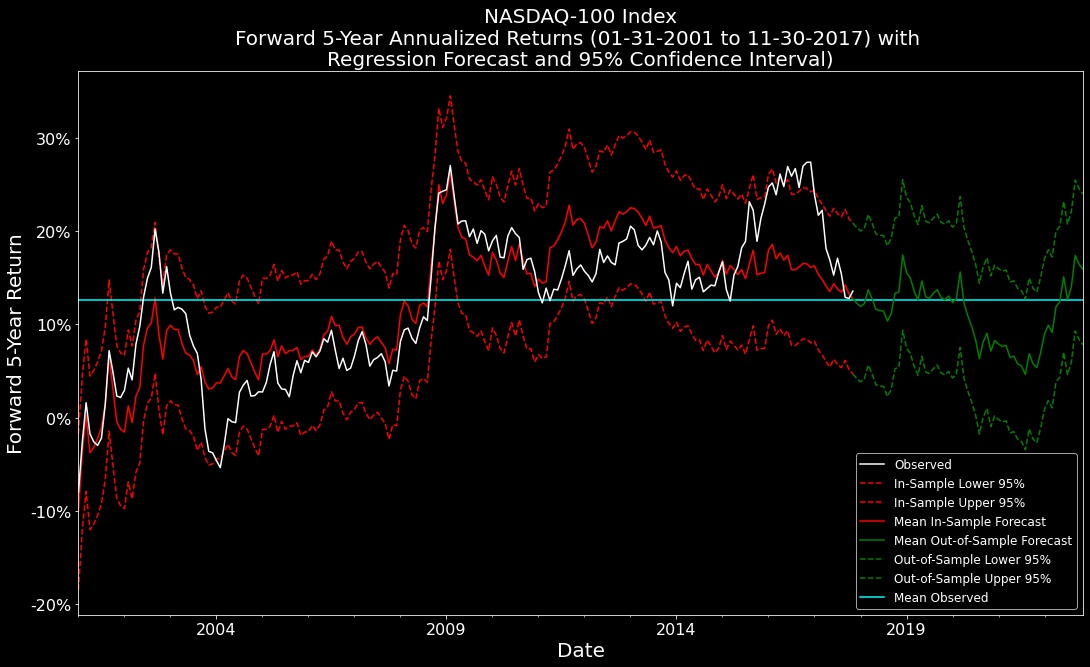 NASDAQ-100 Index
Forward 5-Year Annualized Returns (01-31-2001 to 11-30-2017) with
Regression Forecast and 95% Confidence Interval)
30%
20%
10%
0%
-10%
-20%
Forward 5-Year Return
2004
2009
2014
2019
Date
Observed
In-Sample Lower 95%
In-Sample Upper 95%
Mean In-Sample Forecast
Mean Out-of-Sample Forecast
Out-of-Sample Lower 95%
Out-of-Sample Upper 95%
Mean Observed